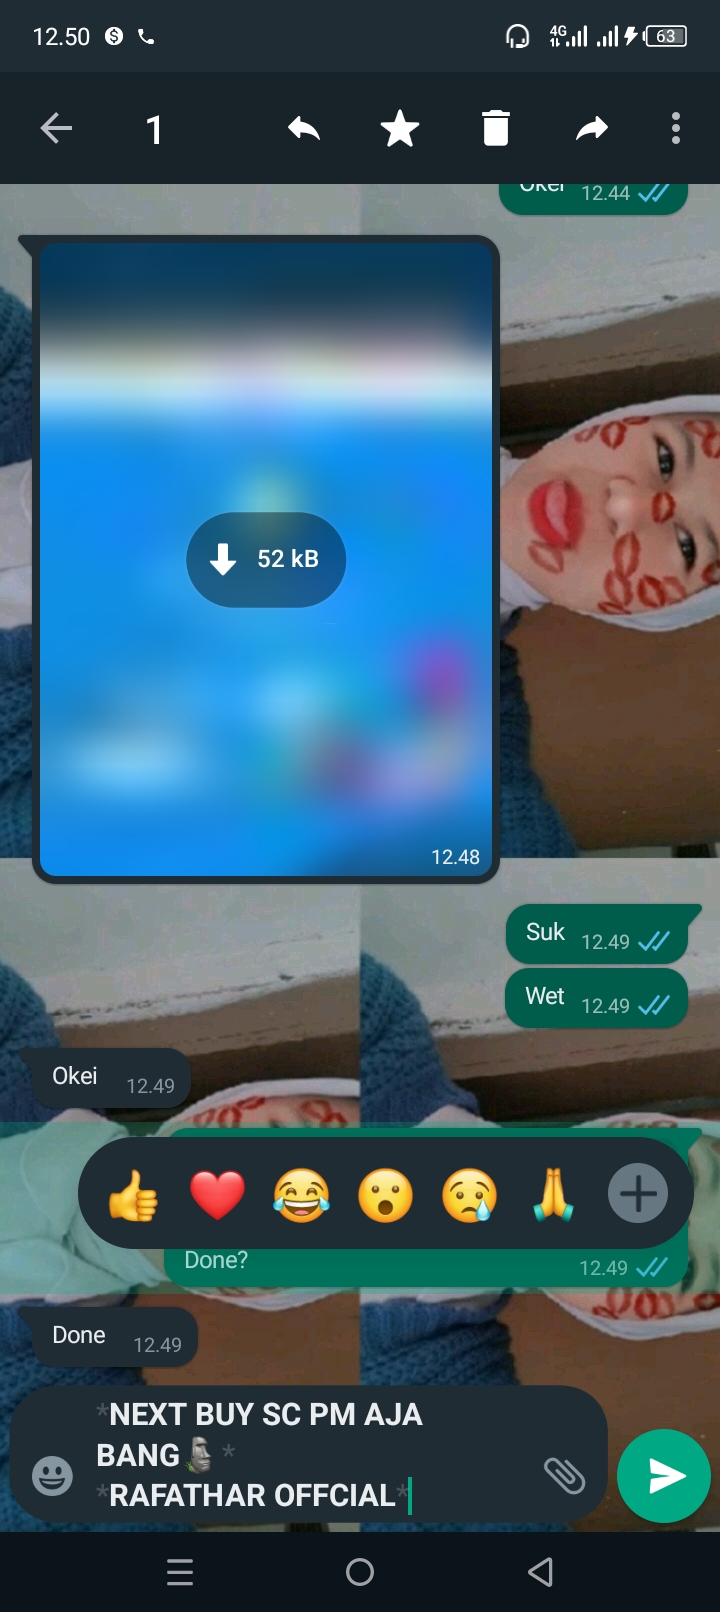 12.50
4G
63
1
Okei 12.44
52 kB
12.48
Suk 12.49
Wet 12.49
Okei 12.49
Done? 12.49
Done 12.49
*NEXT BUY SC PM AJA
BANG🗿 *
*RAFATHAR OFFCIAL*